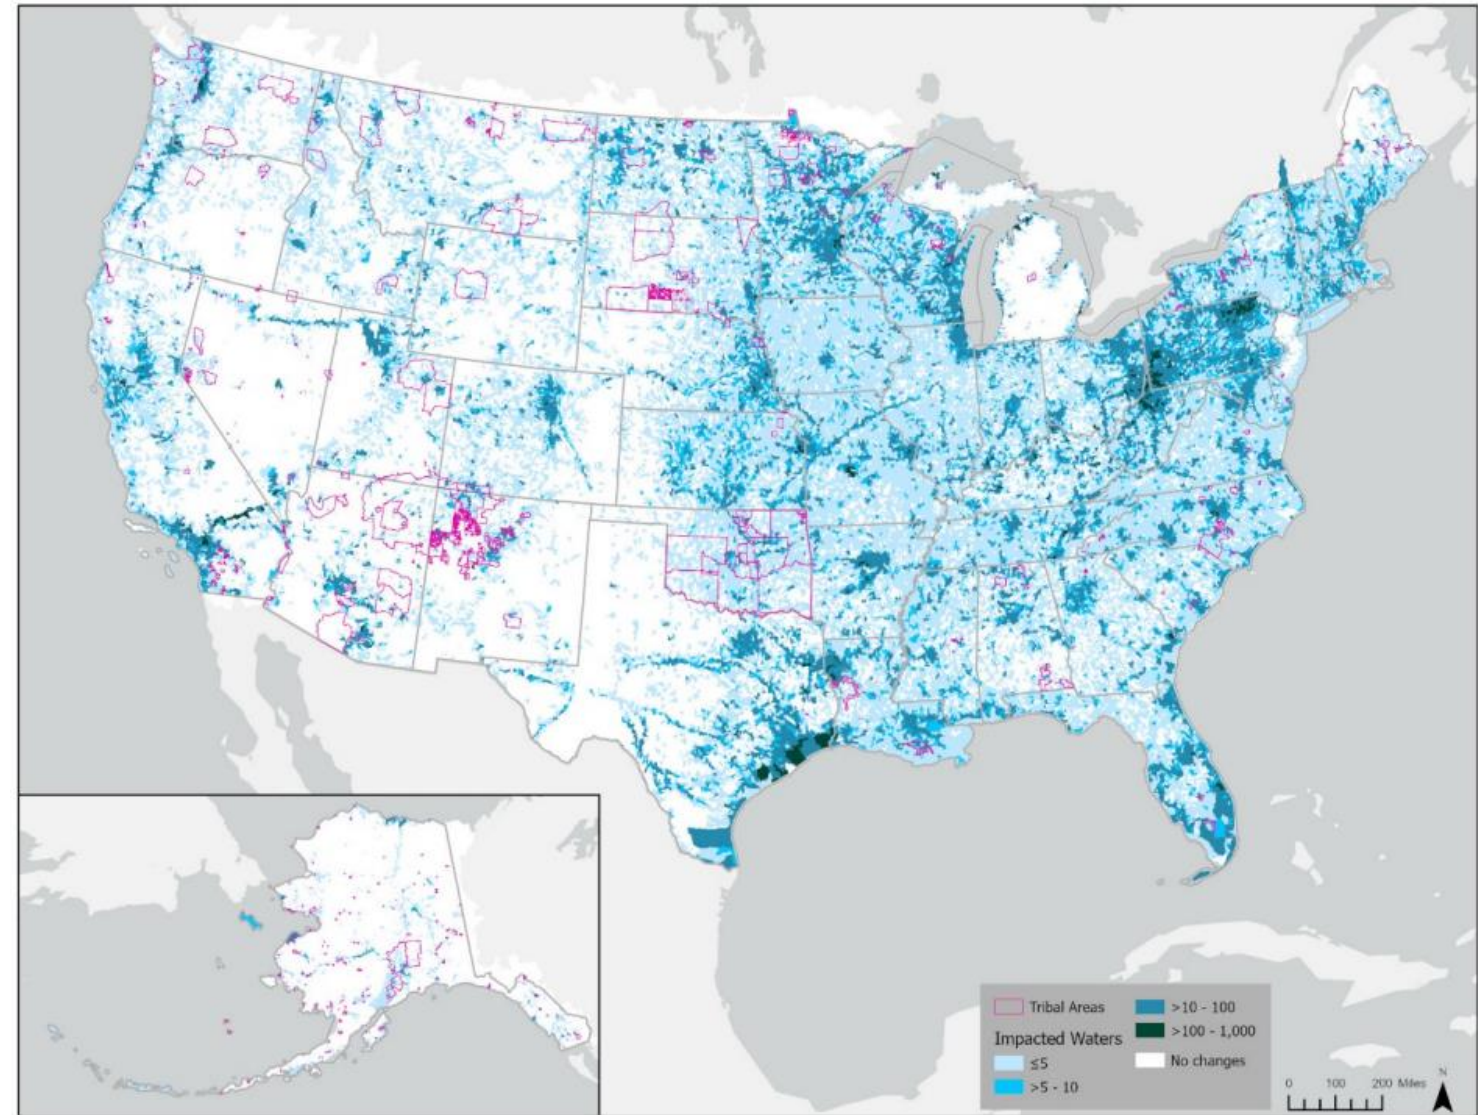 Tribal Areas
Impacted Waters
≤5
>5 - 10
>10 - 100
>100 - 1,000
No changes
0 100 200 Miles
N